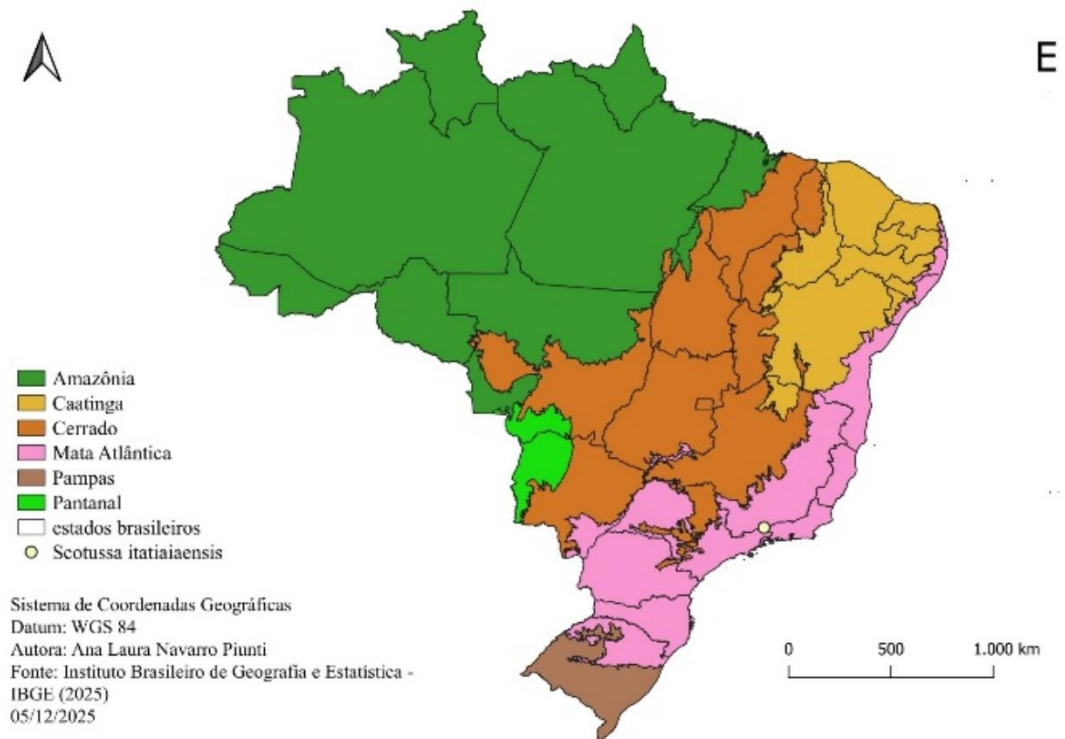 E
Amazônia
Caatinga
Cerrado
Mata Atlântica
Pampas
Pantanal
estados brasileiros
Scotussa itatiaiaensis
Sistema de Coordenadas Geográficas
Datum: WGS 84
Autora: Ana Laura Navarro Piunti
Fonte: Instituto Brasileiro de Geografia e Estatística -
IBGE (2025)
05/12/2025
0 500 1.000 km